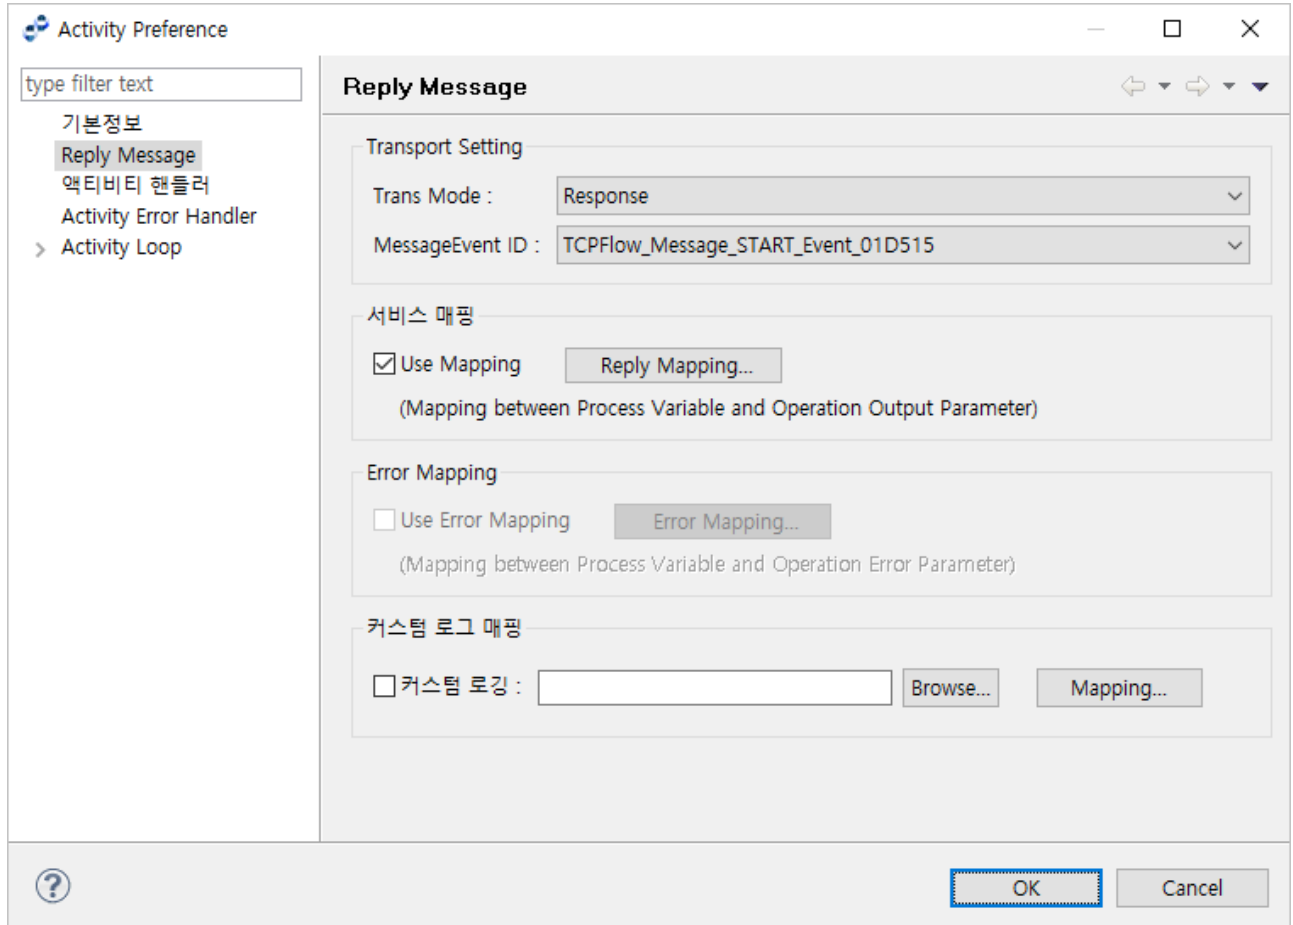 Activity Preference
type filter text
기본정보
Reply Message
액티비티 핸들러
Activity Error Handler
Activity Loop
Reply Message
Transport Setting
Trans Mode : Response
MessageEvent ID : TCPFlow_Message_START_Event_01D515
서비스 매핑
Use Mapping Reply Mapping...
(Mapping between Process Variable and Operation Output Parameter)
Error Mapping
Use Error Mapping Error Mapping...
(Mapping between Process Variable and Operation Error Parameter)
커스텀 로그 매핑
커스텀 로깅 : Browse... Mapping...
OK Cancel